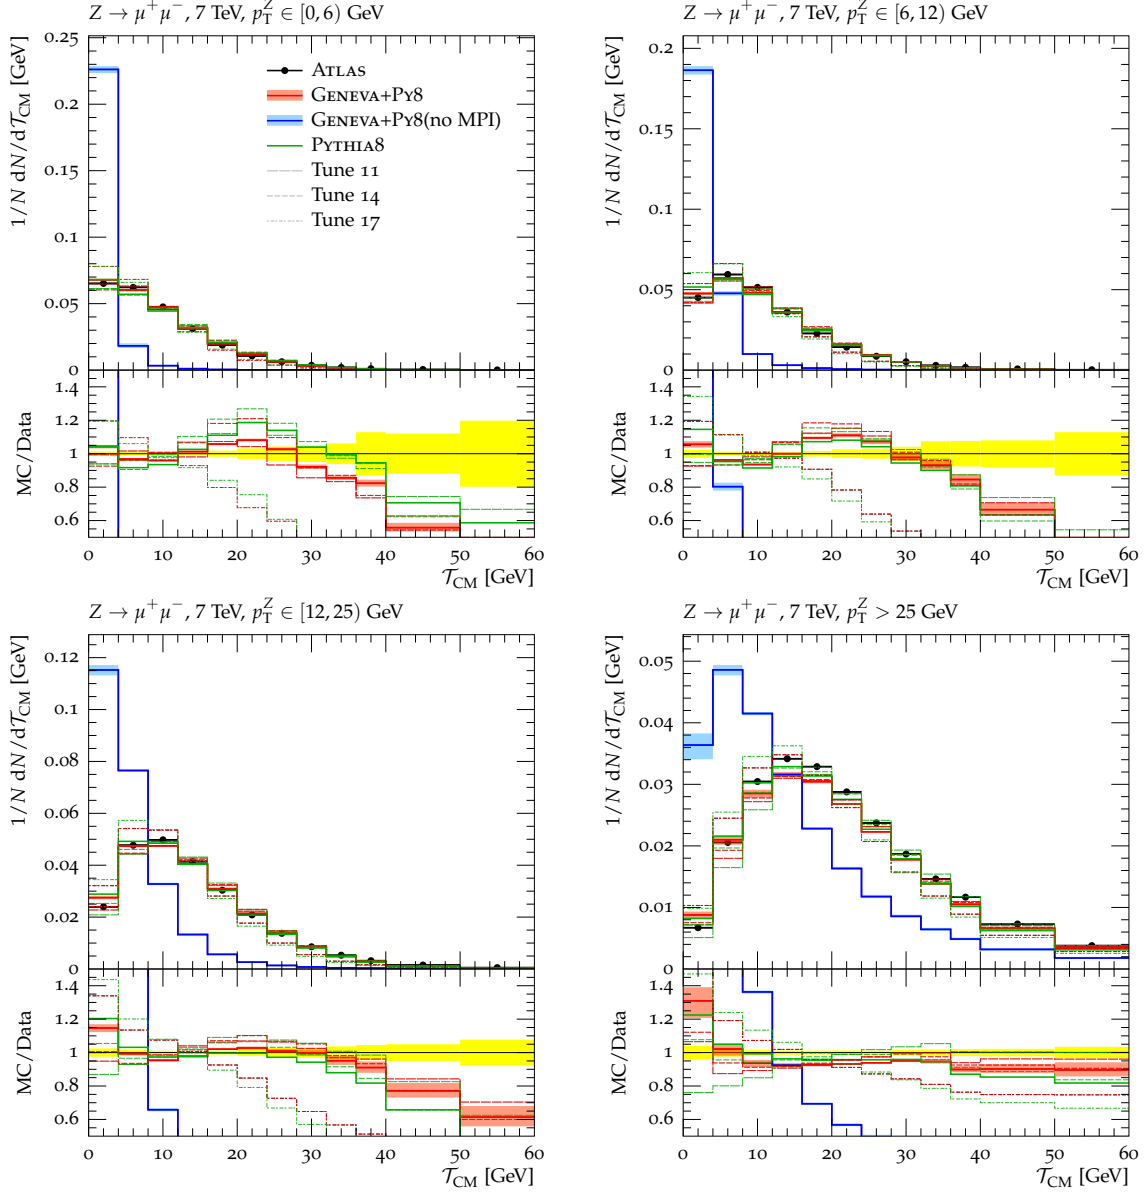 Z → μ⁺μ⁻, 7 TeV, p_T^Z ∈ [0, 6) GeV
1/N dN/d𝒯_CM [GeV]
0.25
0.2
0.15
0.1
0.05
0
ATLAS
GENEVA+PY8
GENEVA+PY8(no MPI)
PYTHIA8
Tune 11
Tune 14
Tune 17
MC/Data
1.4
1.2
1
0.8
0.6
0 10 20 30 40 50 60
𝒯_CM [GeV]
Z → μ⁺μ⁻, 7 TeV, p_T^Z ∈ [6, 12) GeV
1/N dN/d𝒯_CM [GeV]
0.2
0.15
0.1
0.05
0
MC/Data
1.4
1.2
1
0.8
0.6
0 10 20 30 40 50 60
𝒯_CM [GeV]
Z → μ⁺μ⁻, 7 TeV, p_T^Z ∈ [12, 25) GeV
1/N dN/d𝒯_CM [GeV]
0.12
0.1
0.08
0.06
0.04
0.02
0
MC/Data
1.4
1.2
1
0.8
0.6
0 10 20 30 40 50 60
𝒯_CM [GeV]
Z → μ⁺μ⁻, 7 TeV, p_T^Z > 25 GeV
1/N dN/d𝒯_CM [GeV]
0.05
0.04
0.03
0.02
0.01
0
MC/Data
1.4
1.2
1
0.8
0.6
0 10 20 30 40 50 60
𝒯_CM [GeV]